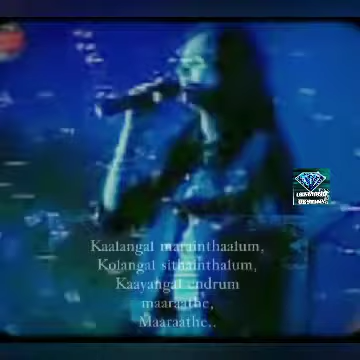 Kaalangal marainthaalum,
Kolangal sithainthalum,
Kaayangal endrum
maaraathe,
Maaraathe..